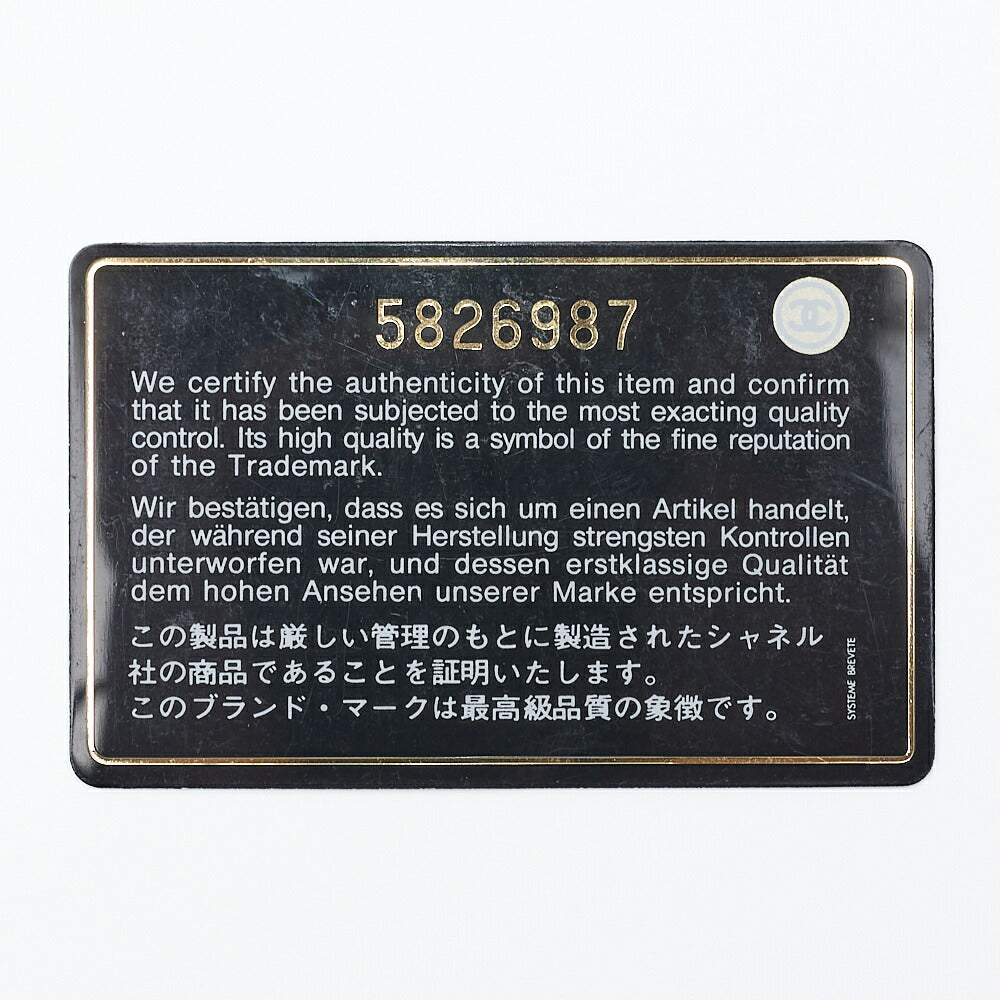 5826987
We certify the authenticity of this item and confirm
that it has been subjected to the most exacting quality
control. Its high quality is a symbol of the fine reputation
of the Trademark.
Wir bestätigen, dass es sich um einen Artikel handelt,
der während seiner Herstellung strengsten Kontrollen
unterworfen war, und dessen erstklassige Qualität
dem hohen Ansehen unserer Marke entspricht.
この製品は厳しい管理のもとに製造されたシャネル
社の商品であることを証明いたします。
このブランド・マークは最高級品質の象徴です。
SYSTEME BREVETE